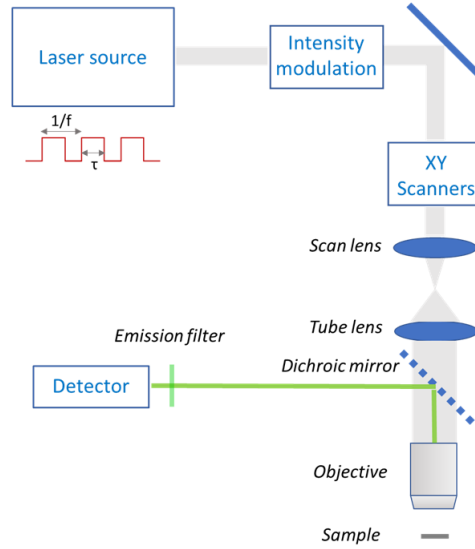 Laser source
Intensity
modulation
1/f
τ
XY
Scanners
Scan lens
Tube lens
Emission filter
Dichroic mirror
Detector
Objective
Sample